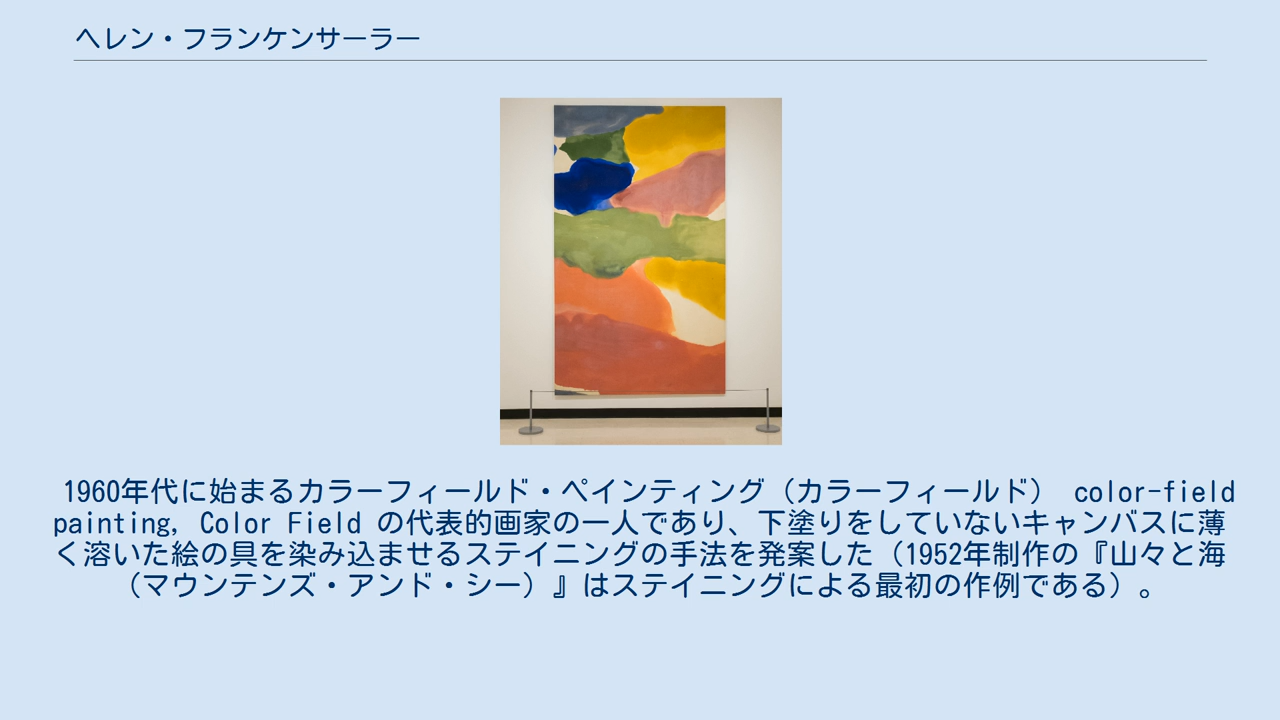 ヘレン・フランケンサーラー
1960年代に始まるカラーフィールド・ペインティング（カラーフィールド） color-field
painting, Color Field の代表的画家の一人であり、下塗りをしていないキャンバスに薄
く溶いた絵の具を染み込ませるステイニングの手法を発案した（1952年制作の『山々と海
（マウンテンズ・アンド・シー）』はステイニングによる最初の作例である）。